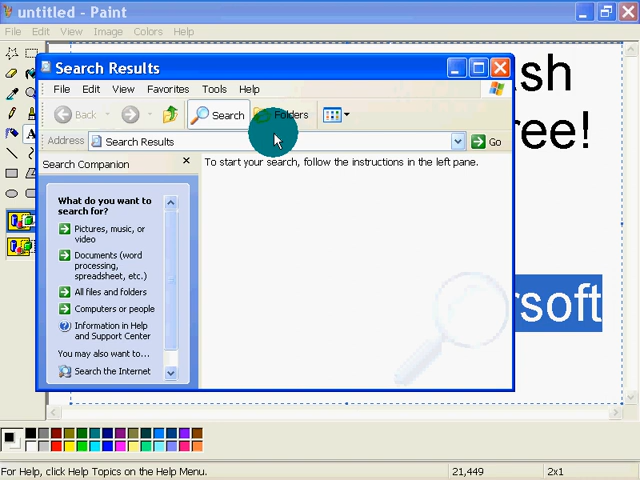 untitled - Paint
File Edit View Image Colors Help
Search Results
File Edit View Favorites Tools Help
Back Search Folders
Address Search Results Go
Search Companion
To start your search, follow the instructions in the left pane.
What do you want to
search for?
Pictures, music, or
video
Documents (word
processing,
spreadsheet, etc.)
All files and folders
Computers or people
Information in Help
and Support Center
You may also want to...
Search the Internet
A
ree!
rsoft
For Help, click Help Topics on the Help Menu. 21,449 2x1